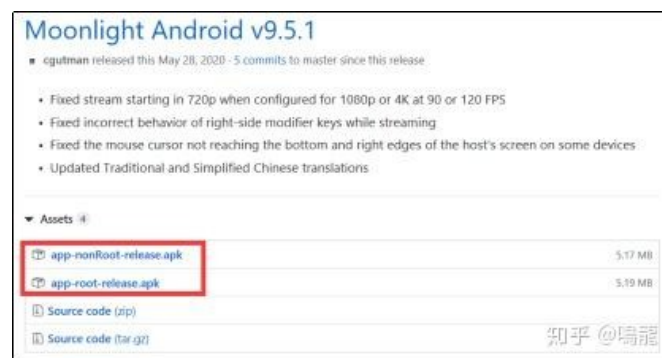 Moonlight Android v9.5.1
cgutman released this May 28, 2020 · 5 commits to master since this release
• Fixed stream starting in 720p when configured for 1080p or 4K at 90 or 120 FPS
• Fixed incorrect behavior of right-side modifier keys while streaming
• Fixed the mouse cursor not reaching the bottom and right edges of the host's screen on some devices
• Updated Traditional and Simplified Chinese translations
Assets 4
app-nonRoot-release.apk 5.17 MB
app-root-release.apk 5.19 MB
Source code (zip)
Source code (tar.gz)
知乎 @鳴龍